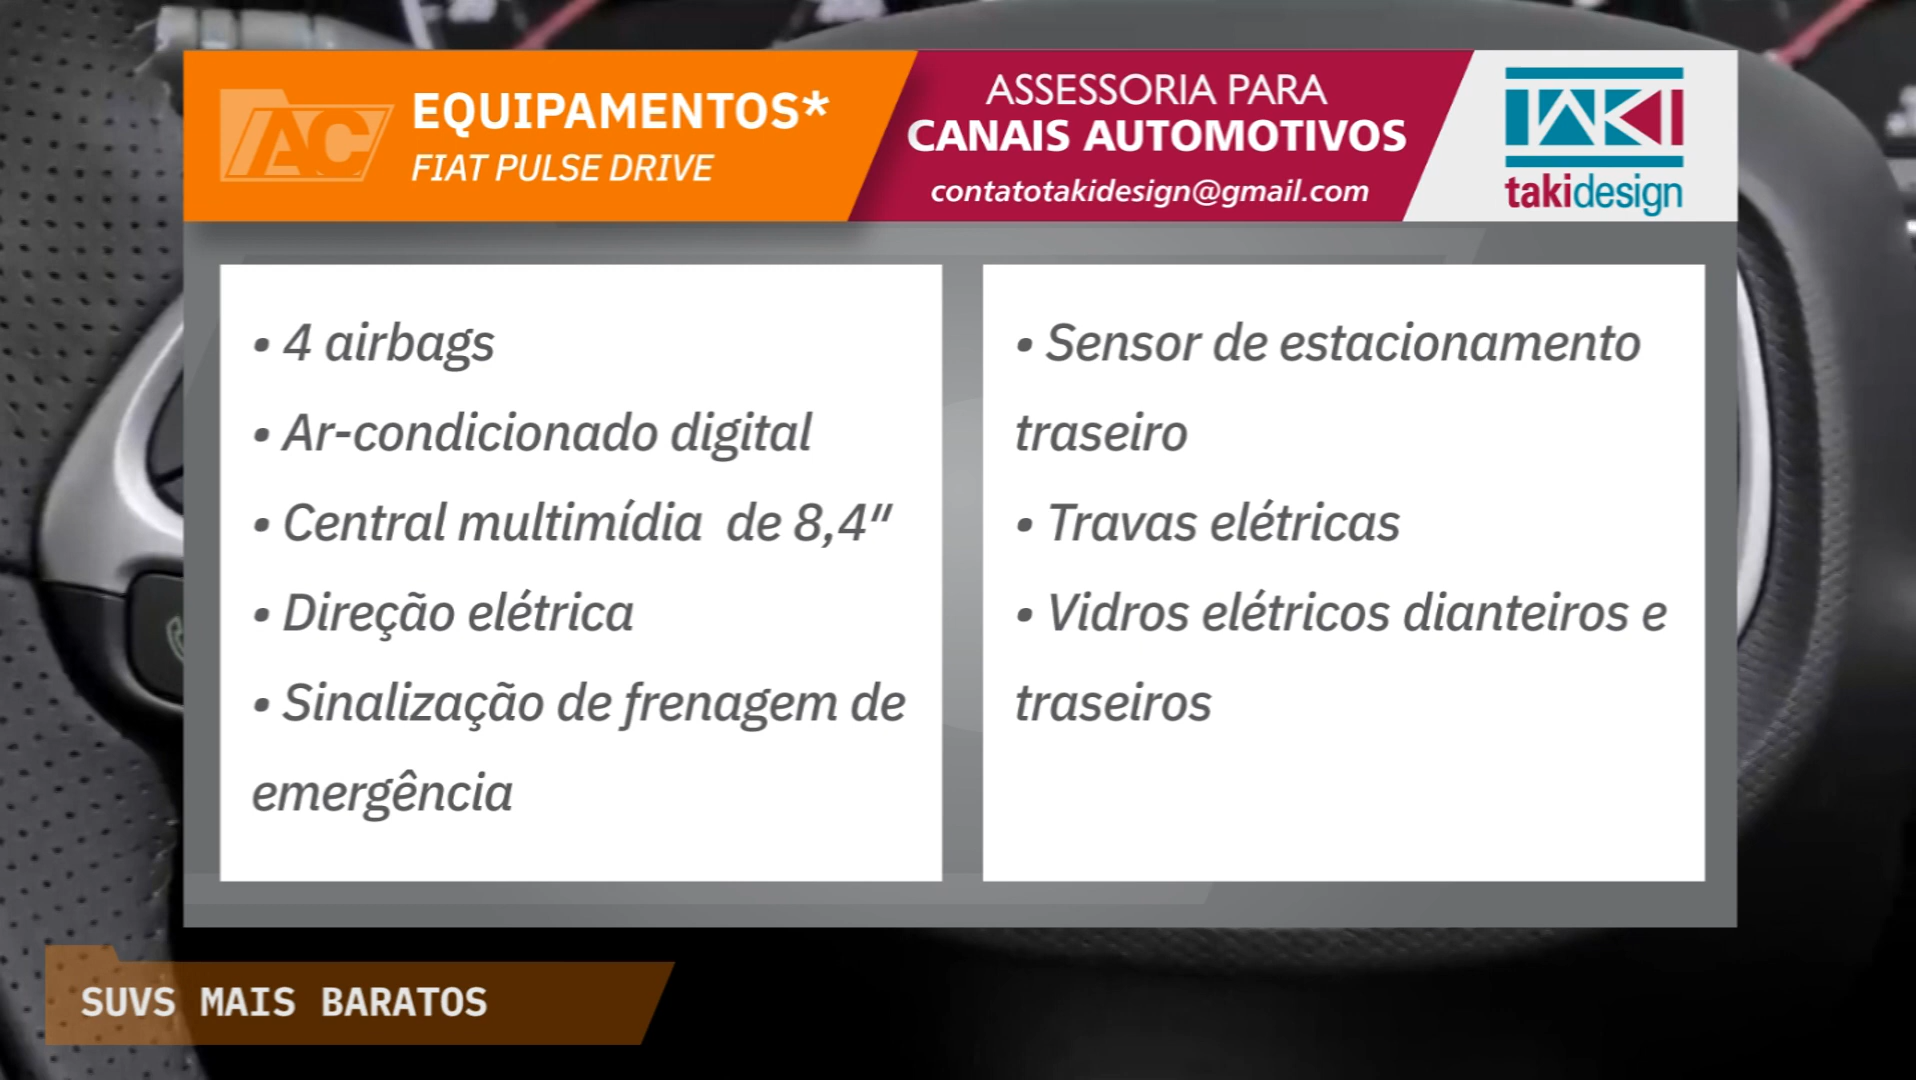 AC
EQUIPAMENTOS*
FIAT PULSE DRIVE
ASSESSORIA PARA
CANAIS AUTOMOTIVOS
contatotakidesign@gmail.com
TAKI
takidesign
• 4 airbags
• Ar-condicionado digital
• Central multimídia  de 8,4"
• Direção elétrica
• Sinalização de frenagem de
emergência
• Sensor de estacionamento
traseiro
• Travas elétricas
• Vidros elétricos dianteiros e
traseiros
SUVS MAIS BARATOS